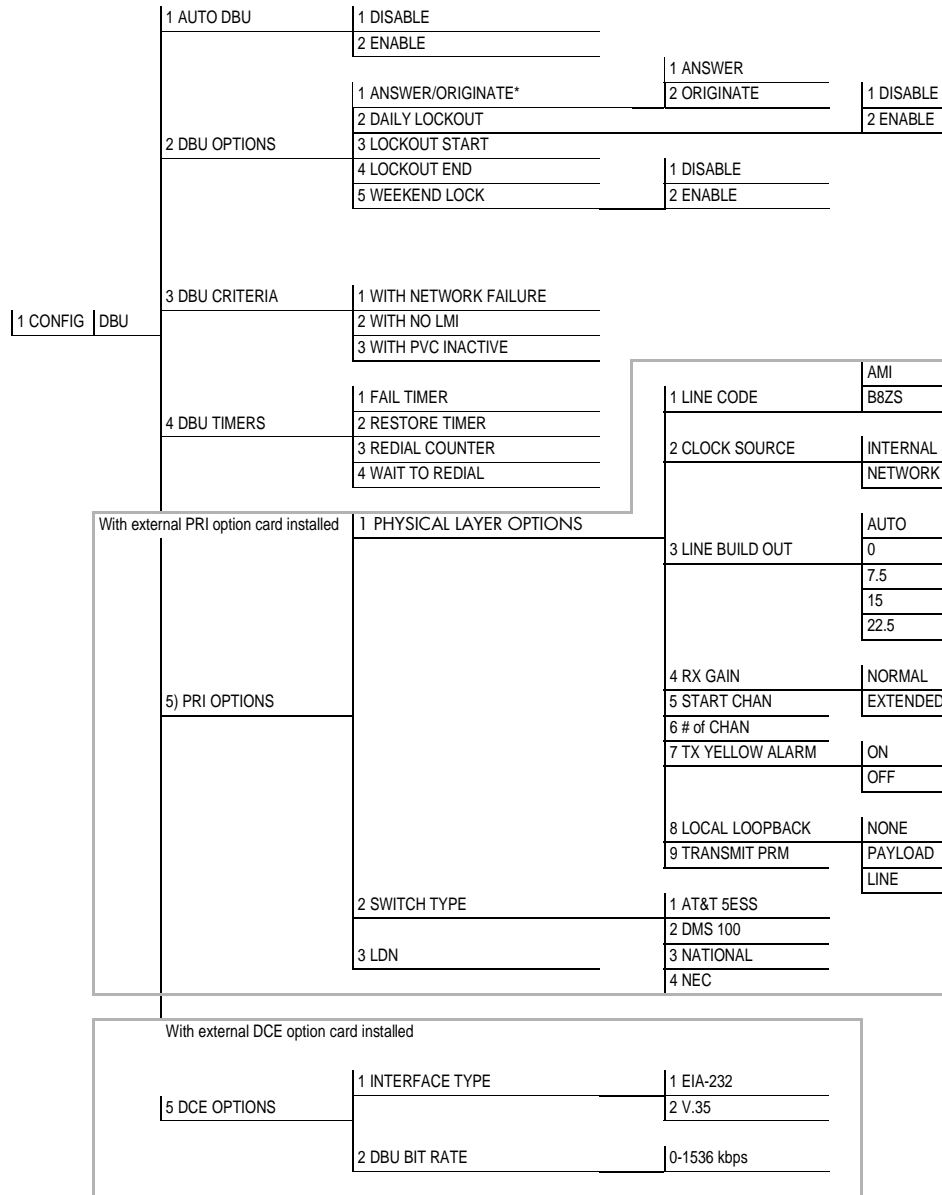 1 AUTO DBU
1 DISABLE
2 ENABLE
1 ANSWER
1 ANSWER/ORIGINATE*
2 ORIGINATE
1 DISABLE
2 DAILY LOCKOUT
2 ENABLE
2 DBU OPTIONS
3 LOCKOUT START
4 LOCKOUT END
1 DISABLE
5 WEEKEND LOCK
2 ENABLE
3 DBU CRITERIA
1 WITH NETWORK FAILURE
1 CONFIG
DBU
2 WITH NO LMI
3 WITH PVC INACTIVE
AMI
1 FAIL TIMER
1 LINE CODE
B8ZS
4 DBU TIMERS
2 RESTORE TIMER
3 REDIAL COUNTER
2 CLOCK SOURCE
INTERNAL
4 WAIT TO REDIAL
NETWORK
With external PRI option card installed
1 PHYSICAL LAYER OPTIONS
AUTO
3 LINE BUILD OUT
0
7.5
15
22.5
4 RX GAIN
NORMAL
5) PRI OPTIONS
5 START CHAN
EXTENDED
6 # of CHAN
7 TX YELLOW ALARM
ON
OFF
8 LOCAL LOOPBACK
NONE
9 TRANSMIT PRM
PAYLOAD
LINE
2 SWITCH TYPE
1 AT&T 5ESS
2 DMS 100
3 LDN
3 NATIONAL
4 NEC
With external DCE option card installed
1 INTERFACE TYPE
1 EIA-232
5 DCE OPTIONS
2 V.35
2 DBU BIT RATE
0-1536 kbps